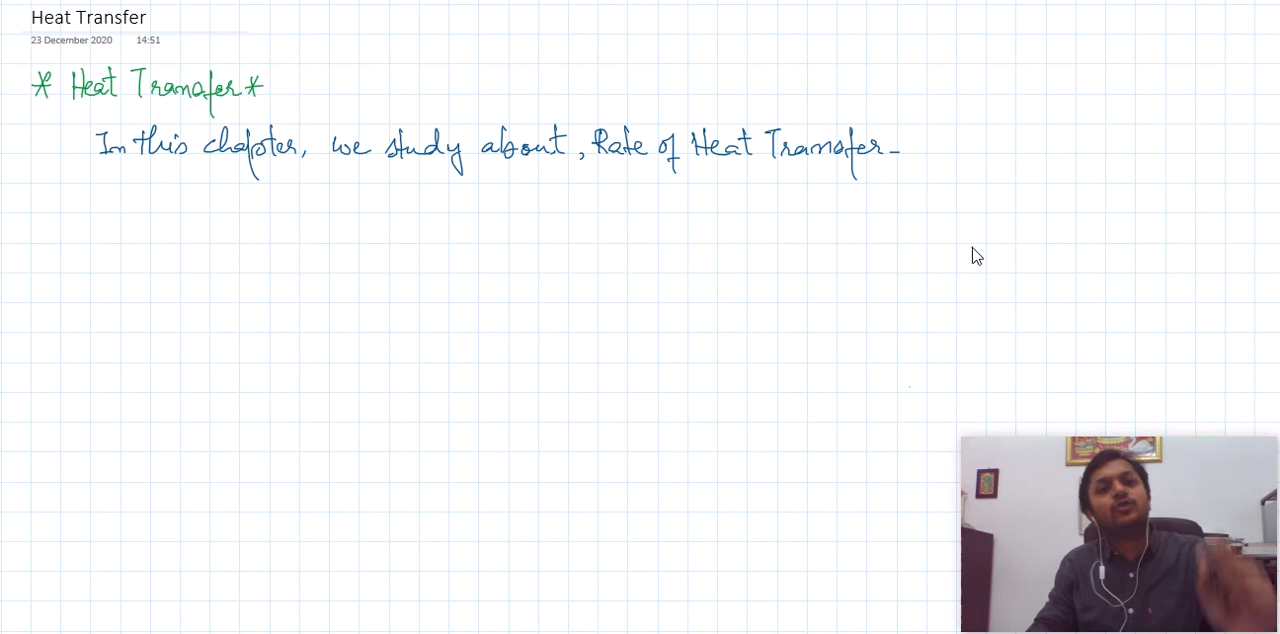 Heat Transfer
23 December 2020 14:51
* Heat Transfer *
In this chapter, we study about, Rate of Heat Transfer -